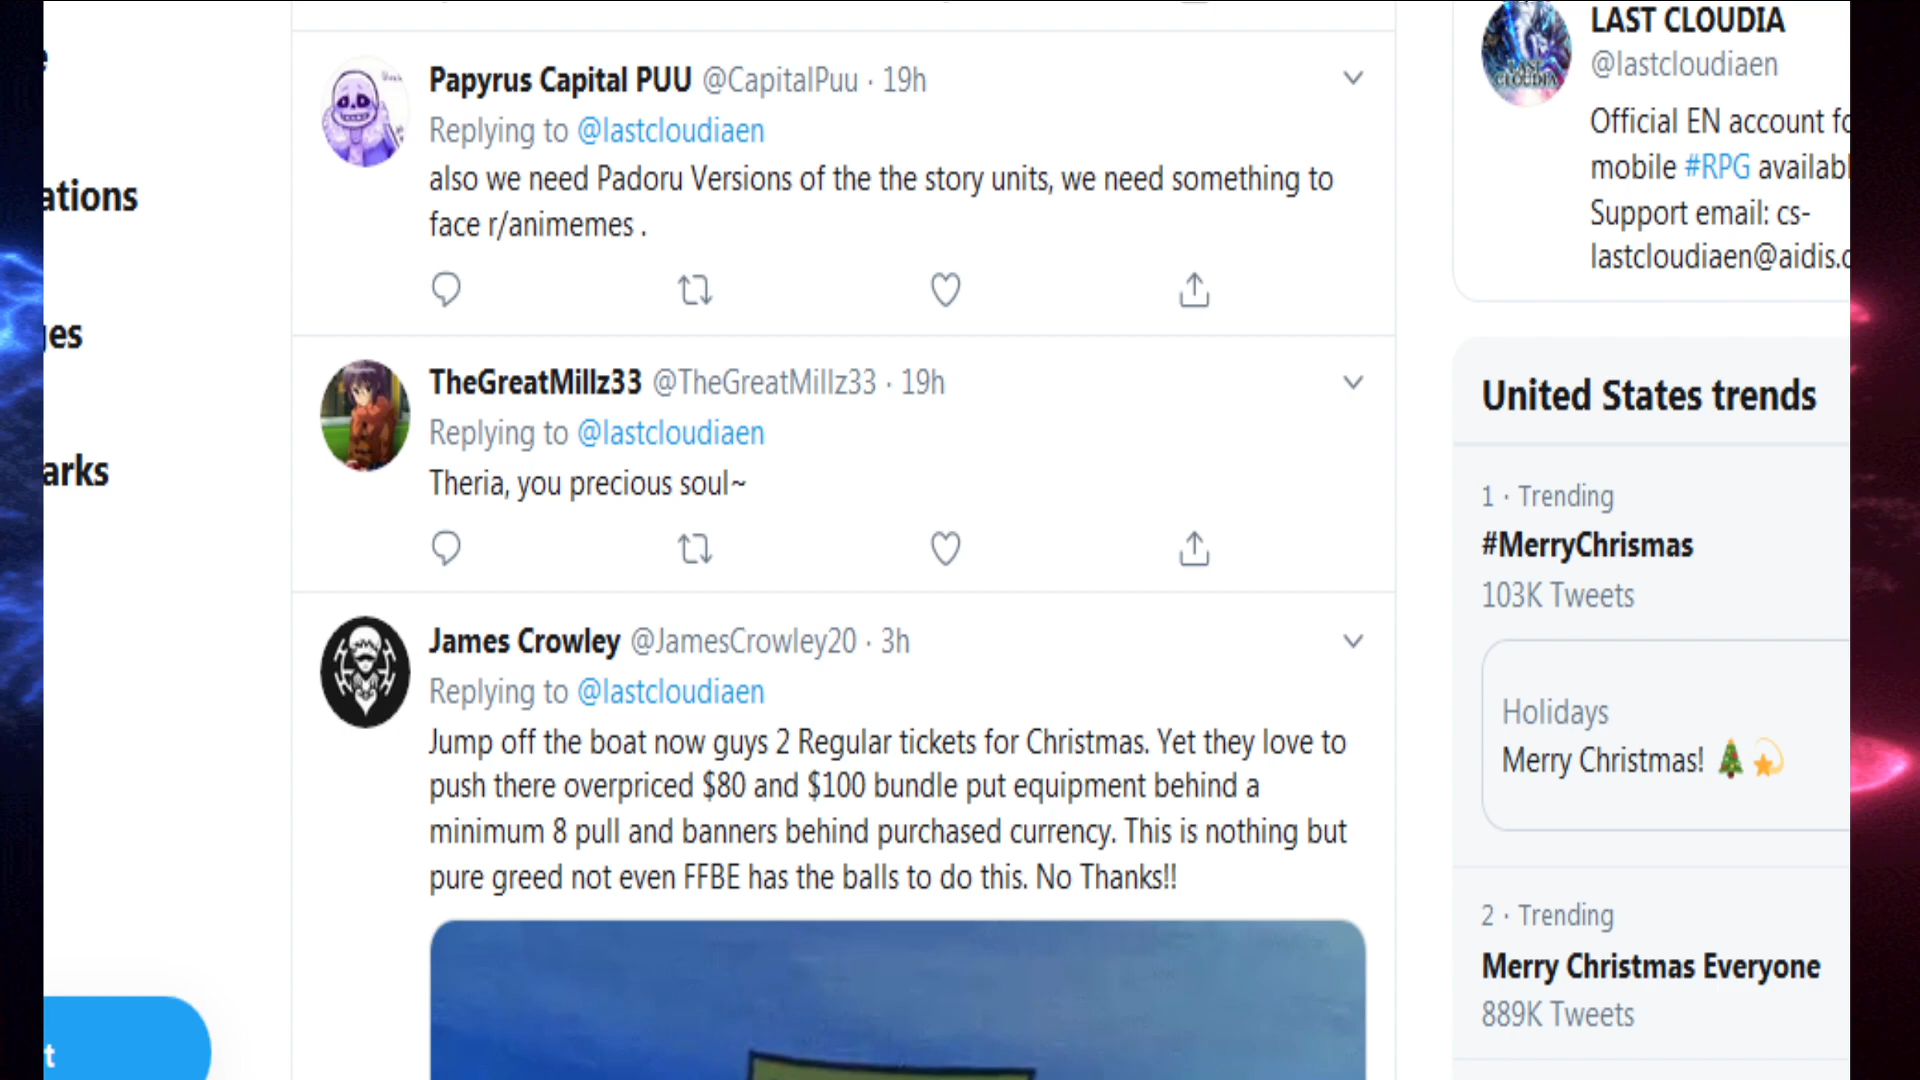 ations
es
arks
t
Papyrus Capital PUU @CapitalPuu · 19h
Replying to @lastcloudiaen
also we need Padoru Versions of the the story units, we need something to
face r/animemes .
TheGreatMillz33 @TheGreatMillz33 · 19h
Replying to @lastcloudiaen
Theria, you precious soul~
James Crowley @JamesCrowley20 · 3h
Replying to @lastcloudiaen
Jump off the boat now guys 2 Regular tickets for Christmas. Yet they love to
push there overpriced $80 and $100 bundle put equipment behind a
minimum 8 pull and banners behind purchased currency. This is nothing but
pure greed not even FFBE has the balls to do this. No Thanks!!
LAST CLOUDIA
LAST CLOUDIA
@lastcloudiaen
Official EN account fo
mobile #RPG availabl
Support email: cs-
lastcloudiaen@aidis.c
United States trends
1 · Trending
#MerryChrismas
103K Tweets
Holidays
Merry Christmas! 🎄💫
2 · Trending
Merry Christmas Everyone
889K Tweets